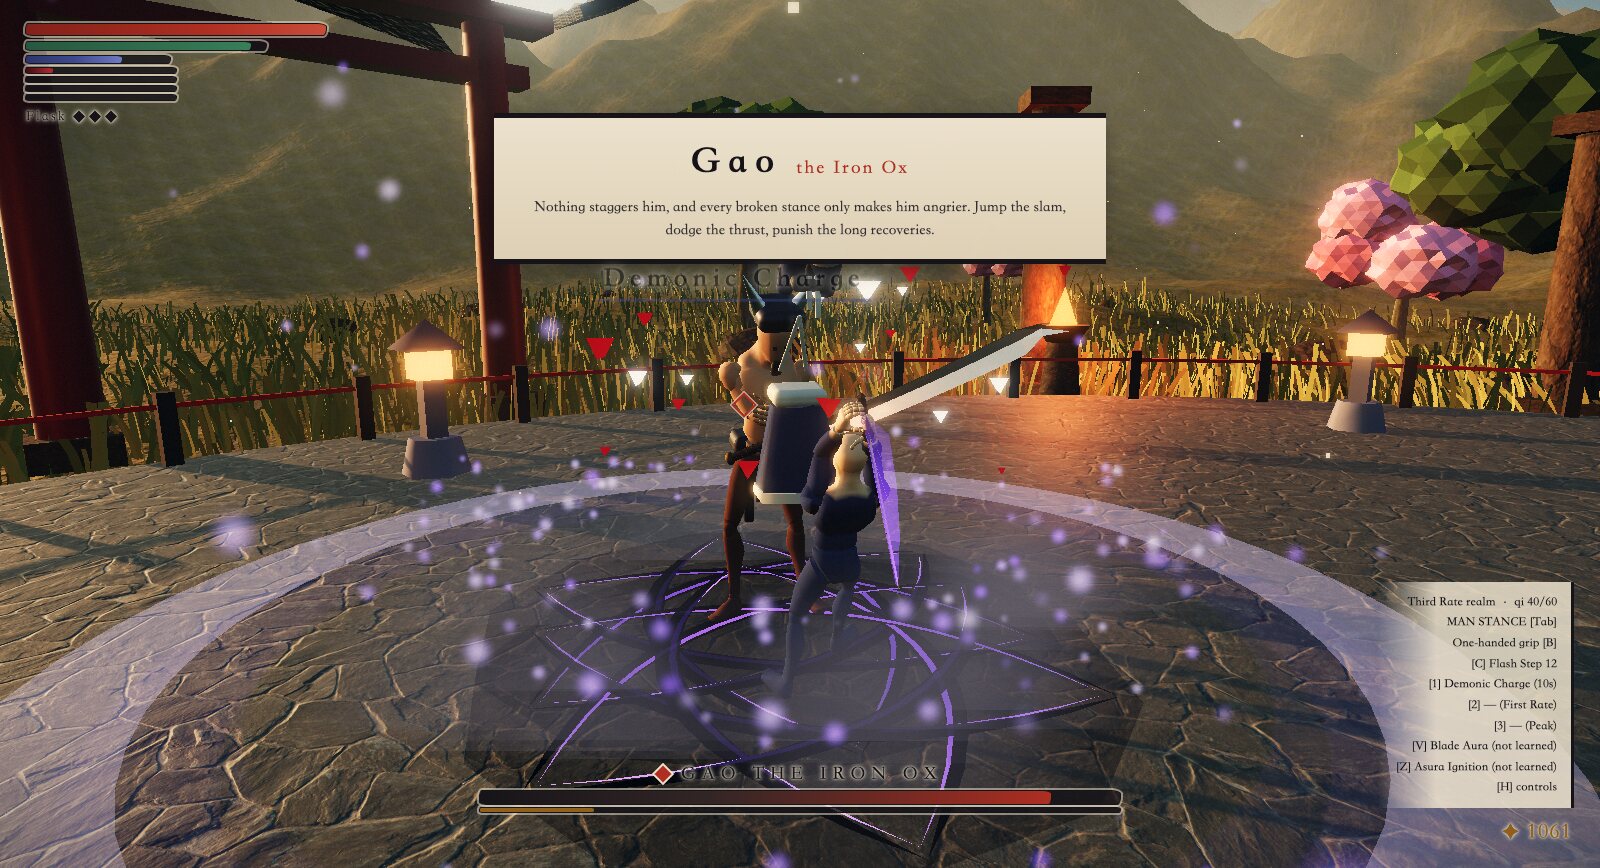 Flask
Gao the Iron Ox
Nothing staggers him, and every broken stance only makes him angrier. Jump the slam,
dodge the thrust, punish the long recoveries.
Demonic Charge
Third Rate realm · qi 40/60
MAN STANCE [Tab]
One-handed grip [B]
[C] Flash Step 12
[1] Demonic Charge (10s)
[2] — (First Rate)
[3] — (Peak)
[V] Blade Aura (not learned)
[Z] Asura Ignition (not learned)
[H] controls
GAO THE IRON OX
1061